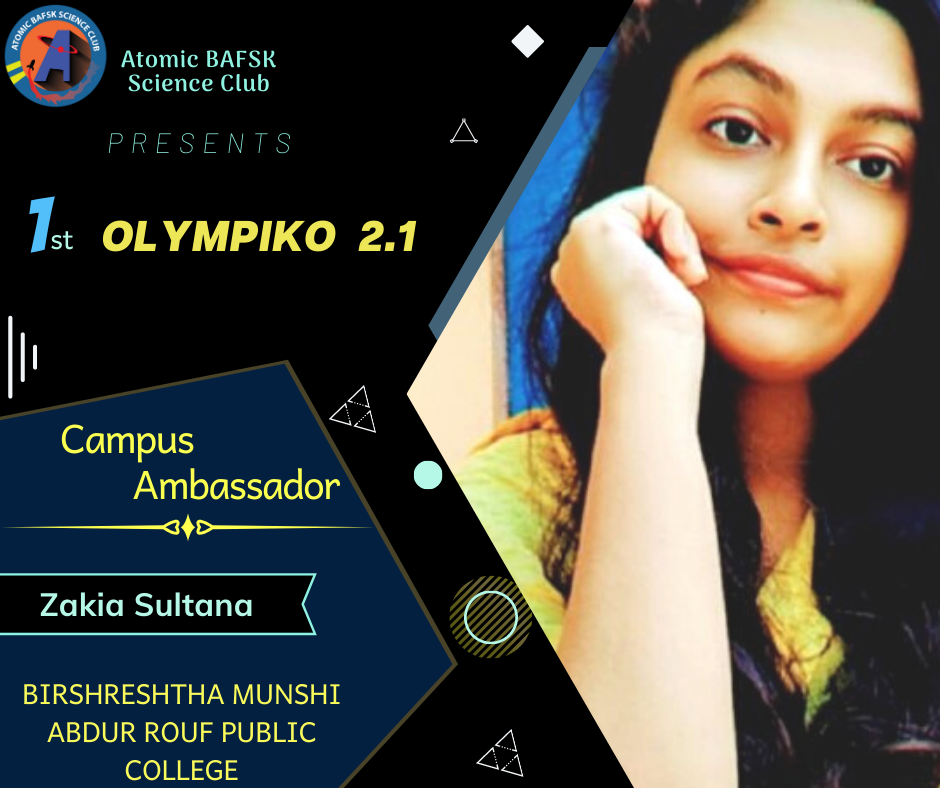 ATOMIC BAFSK SCIENCE CLUB
A
Atomic BAFSK
Science Club
PRESENTS
1st OLYMPIKO 2.1
Campus
Ambassador
Zakia Sultana
BIRSHRESHTHA MUNSHI
ABDUR ROUF PUBLIC
COLLEGE